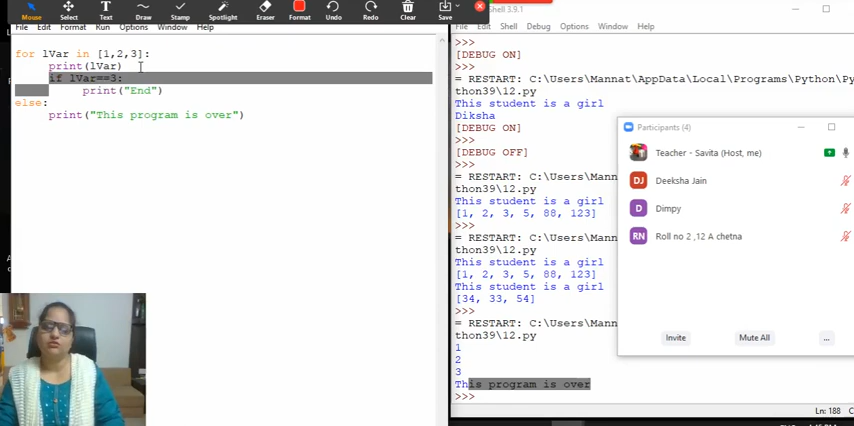 Mouse Select Text Draw Stamp Spotlight Eraser Format Undo Redo Clear Save
File Edit Format Run Options Window Help
for lVar in [1,2,3]:
print(lVar)
if lVar==3:
print("End")
else:
print("This program is over")
Shell 3.9.1
File Edit Shell Debug Options Window Help
>>>
[DEBUG ON]
>>>
= RESTART: C:\Users\Mannat\AppData\Local\Programs\Python\Py
thon39\12.py
This student is a girl
Diksha
[DEBUG ON]
>>>
[DEBUG OFF]
>>>
= RESTART: C:\Users\Mann
thon39\12.py
This student is a girl
[1, 2, 3, 5, 88, 123]
>>>
= RESTART: C:\Users\Mann
thon39\12.py
This student is a girl
[1, 2, 3, 5, 88, 123]
This student is a girl
[34, 33, 54]
>>>
= RESTART: C:\Users\Mann
thon39\12.py
1
2
3
This program is over
>>>
Ln: 188
Participants (4)
Teacher - Savita (Host, me)
DJ Deeksha Jain
D Dimpy
RN Roll no 2 ,12 A chetna
Invite Mute All ...